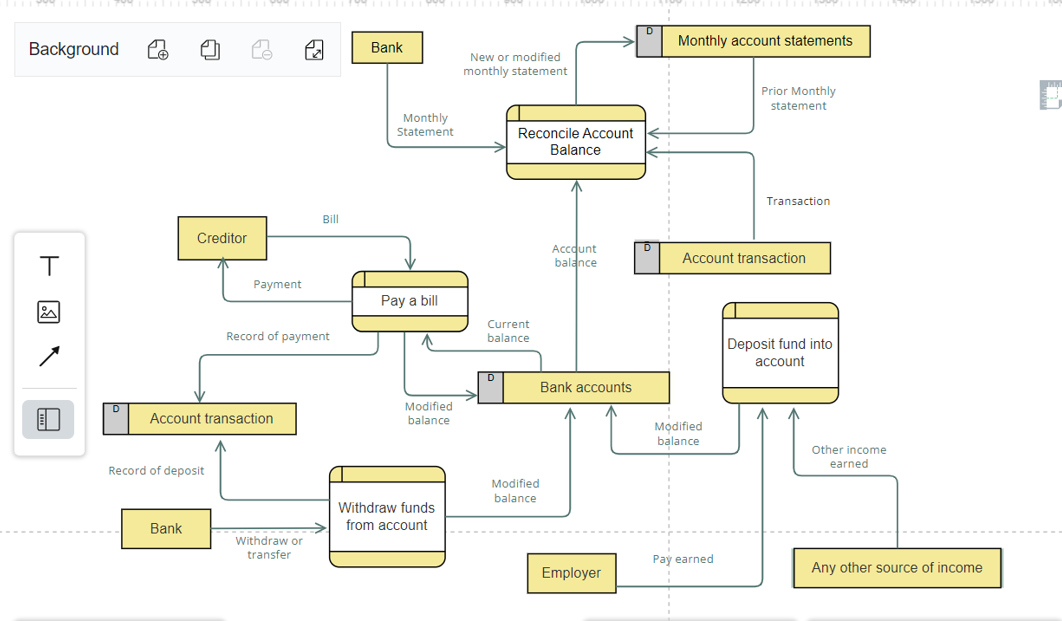 Background
Bank
New or modified
monthly statement
D
Monthly account statements
Prior Monthly
statement
Monthly
Statement
Reconcile Account
Balance
Transaction
Creditor
Bill
Account
balance
D
Account transaction
Payment
Pay a bill
Record of payment
Current
balance
Deposit fund into
account
D
Bank accounts
D
Account transaction
Modified
balance
Modified
balance
Other income
earned
Record of deposit
Modified
balance
Withdraw funds
from account
Bank
Withdraw or
transfer
Employer
Pay earned
Any other source of income